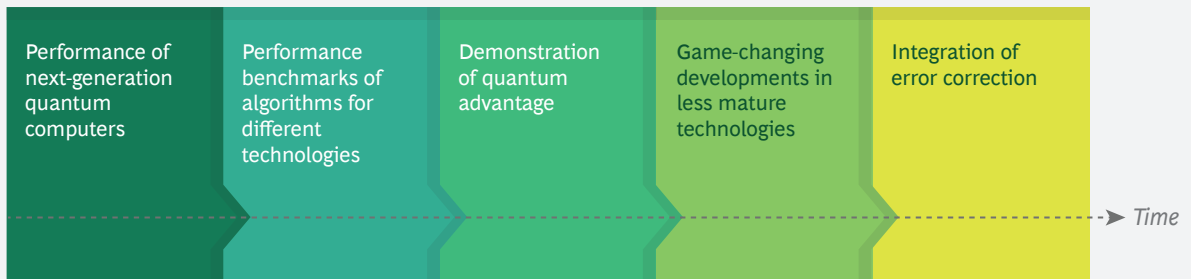 Performance of
next-generation
quantum
computers
Performance
benchmarks of
algorithms for
different
technologies
Demonstration
of quantum
advantage
Game-changing
developments in
less mature
technologies
Integration of
error correction
Time